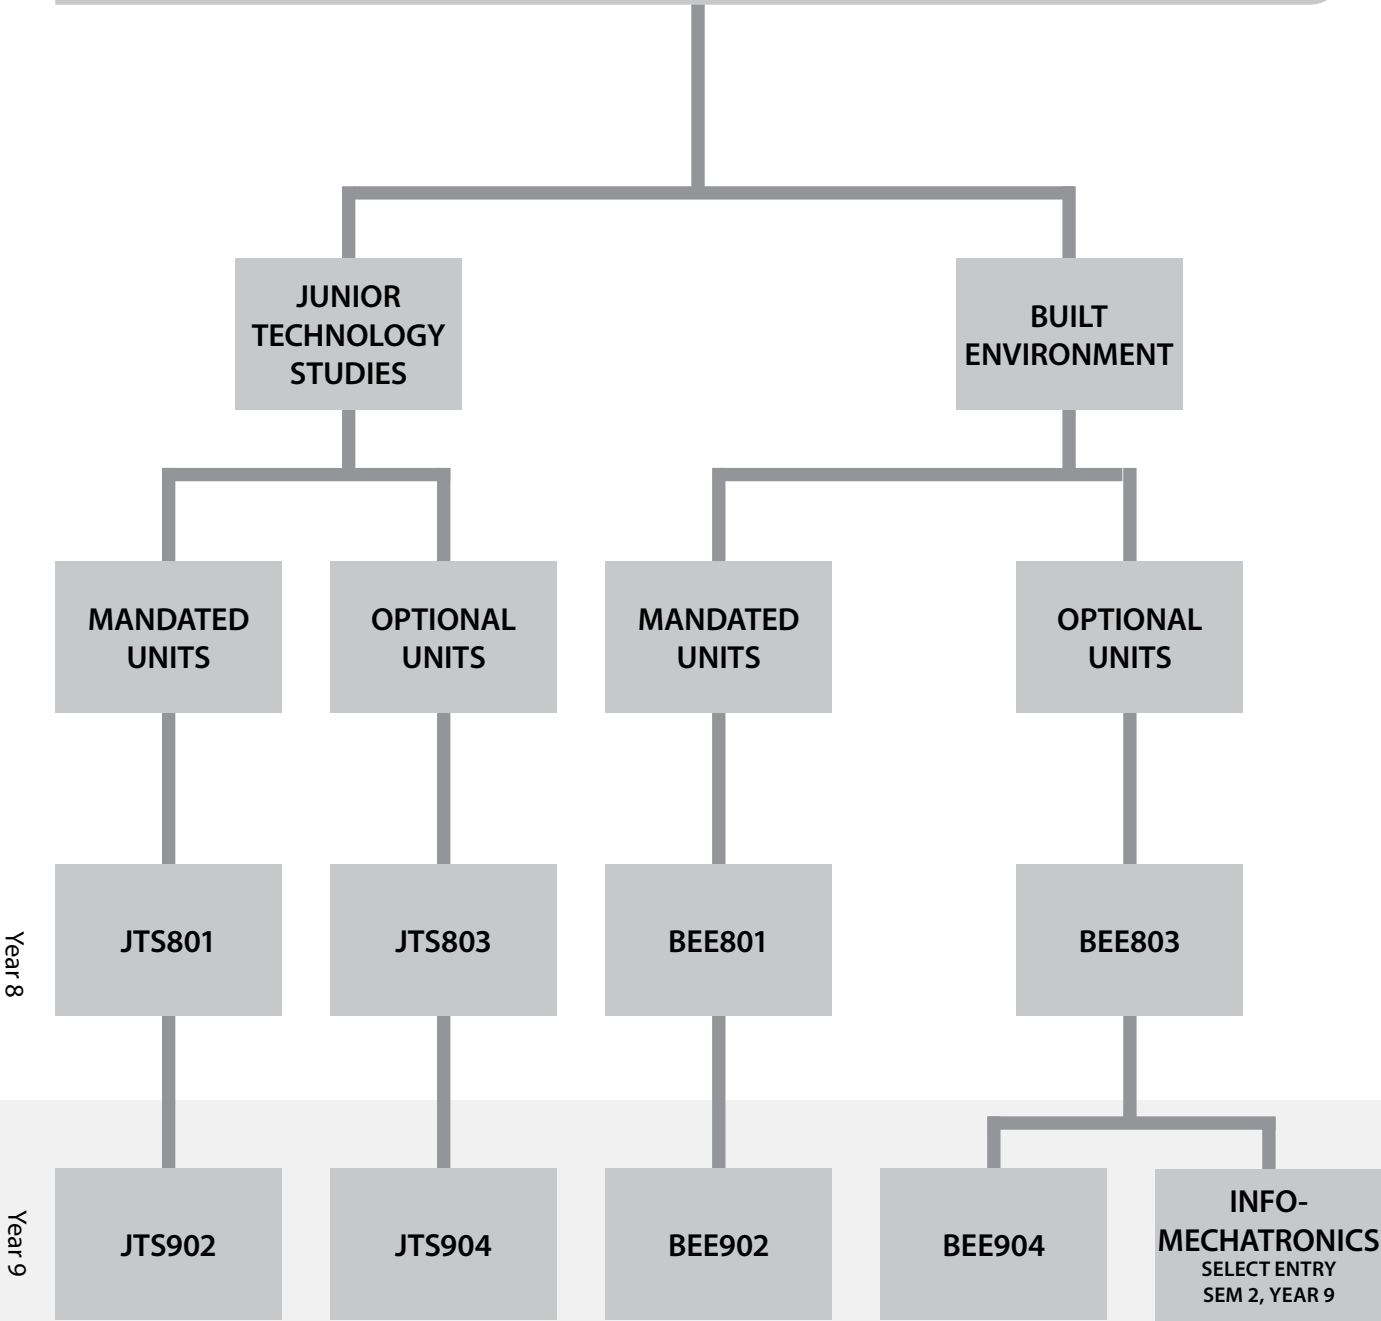 JUNIOR
TECHNOLOGY
STUDIES
BUILT
ENVIRONMENT
MANDATED
UNITS
OPTIONAL
UNITS
MANDATED
UNITS
OPTIONAL
UNITS
Year 8
JTS801
JTS803
BEE801
BEE803
Year 9
JTS902
JTS904
BEE902
BEE904
INFO-
MECHATRONICS
SELECT ENTRY
SEM 2, YEAR 9